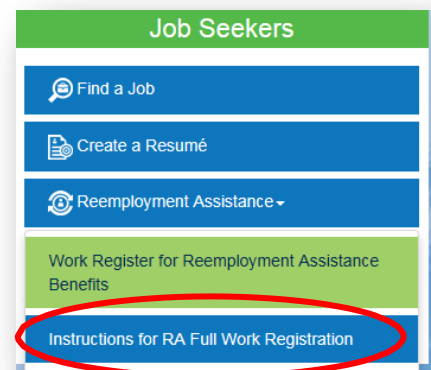 Job Seekers
Find a Job
Create a Resumé
Reemployment Assistance
Work Register for Reemployment Assistance
Benefits
Instructions for RA Full Work Registration